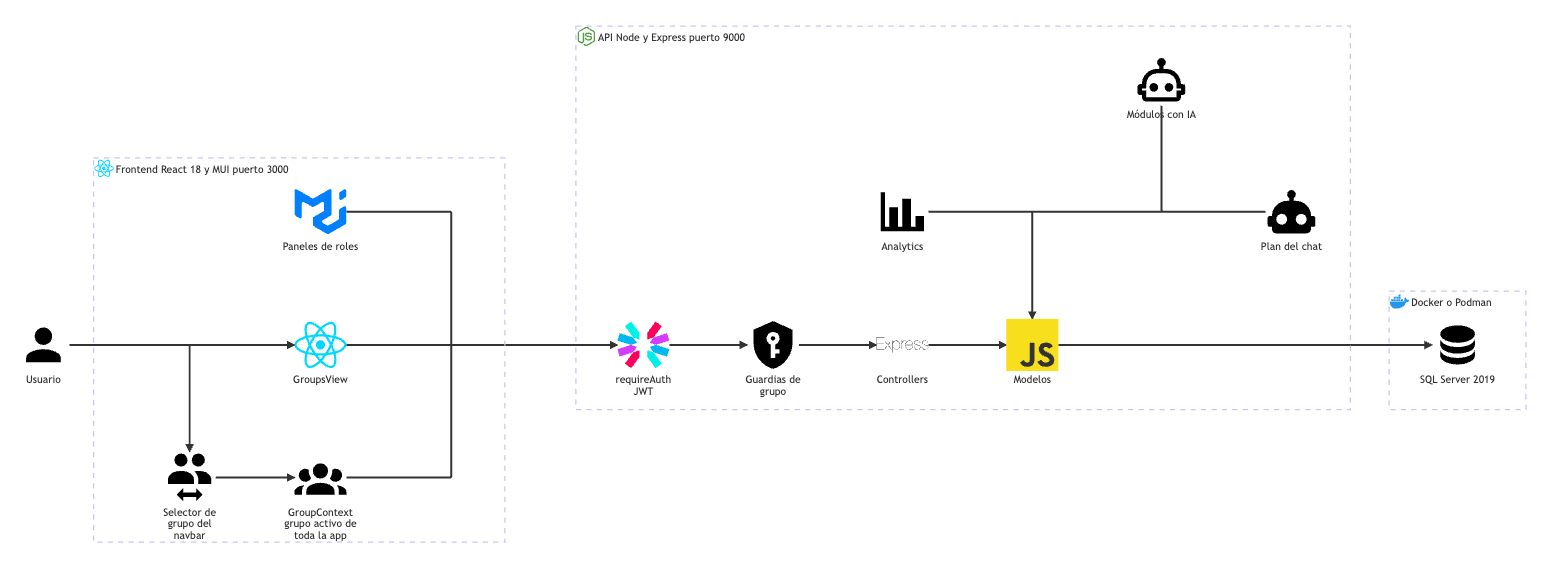 API Node y Express puerto 9000
Módulos con IA
Frontend React 18 y MUI puerto 3000
Paneles de roles
Analytics
Plan del chat
Docker o Podman
Usuario
GroupsView
requireAuth
JWT
Guardias de
grupo
Express
Controllers
JS
Modelos
SQL Server 2019
Selector de
grupo del
navbar
GroupContext
grupo activo de
toda la app